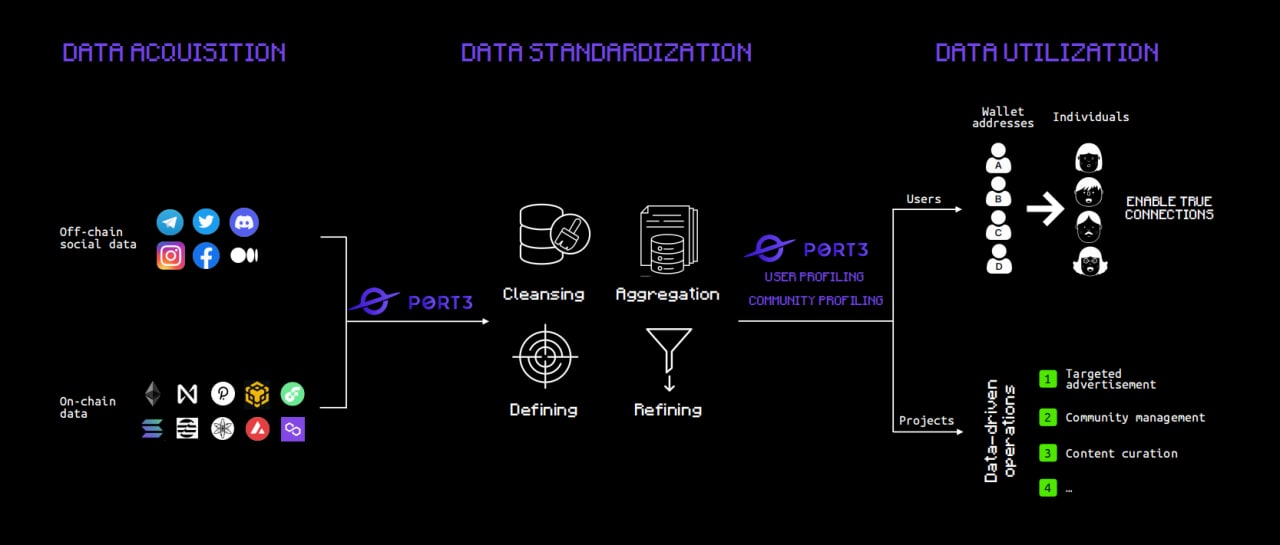 DATA ACQUISITION
DATA STANDARDIZATION
DATA UTILIZATION
Off-chain
social data
On-chain
data
PORT3
Cleansing
Aggregation
Defining
Refining
PORT3
USER PROFILING
COMMUNITY PROFILING
Users
Wallet
addresses
Individuals
A
B
C
D
ENABLE TRUE
CONNECTIONS
Projects
Data-driven
operations
1 Targeted
advertisement
2 Community management
3 Content curation
4 …